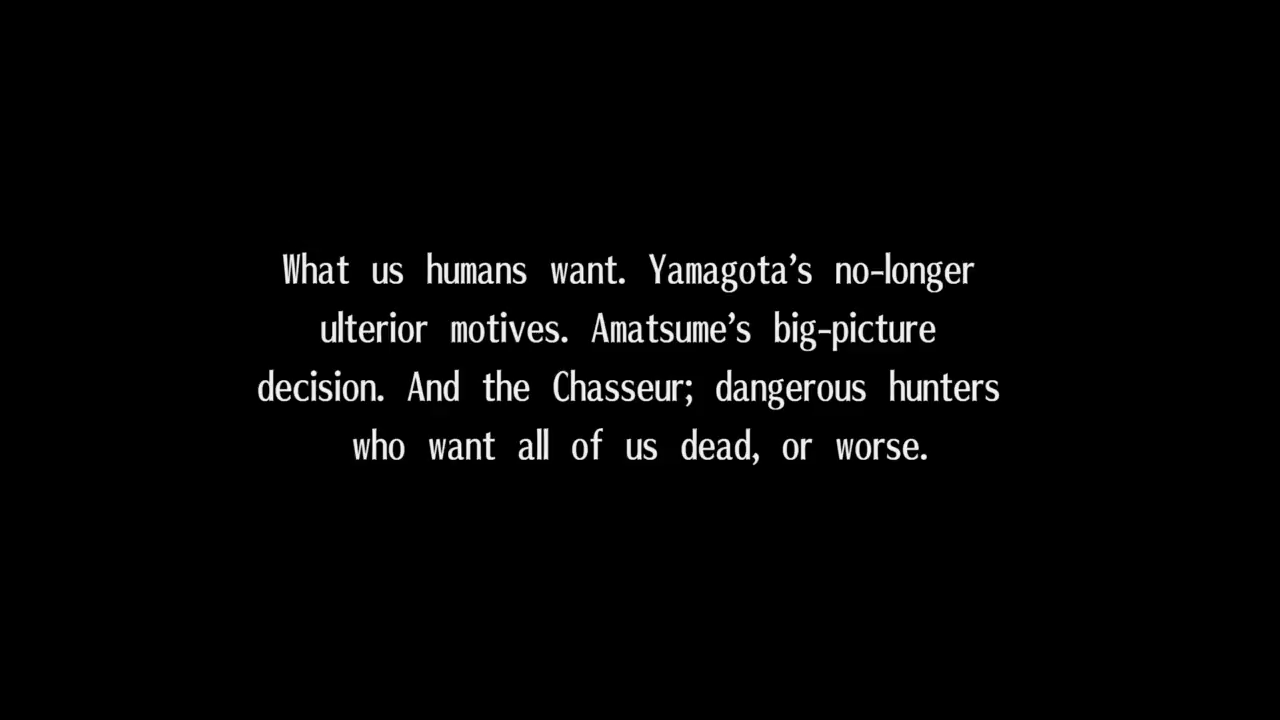 What us humans want. Yamagota’s no-longer
ulterior motives. Amatsume’s big-picture
decision. And the Chasseur; dangerous hunters
who want all of us dead, or worse.